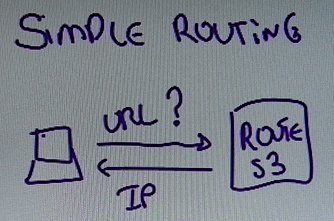 SIMPLE ROUTING
URL?
ROUTE
53
IP